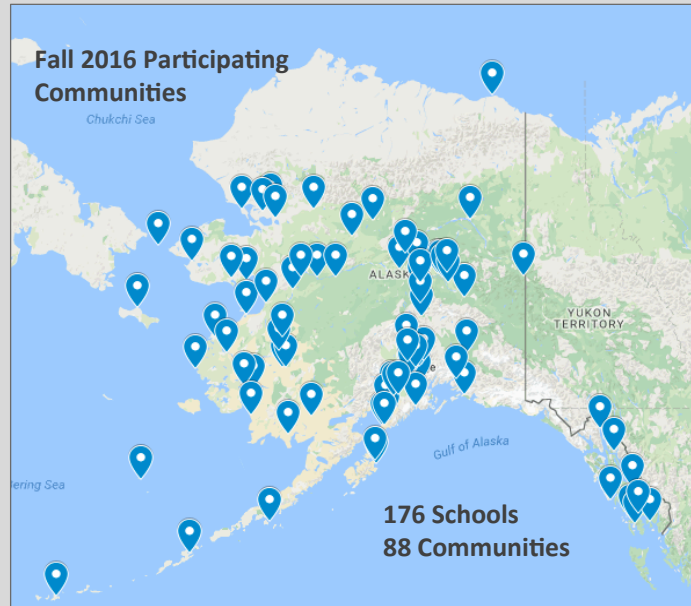 Fall 2016 Participating
Communities
Chukchi Sea
ALASKA
YUKON
TERRITORY
Gulf of Alaska
ering Sea
176 Schools
88 Communities